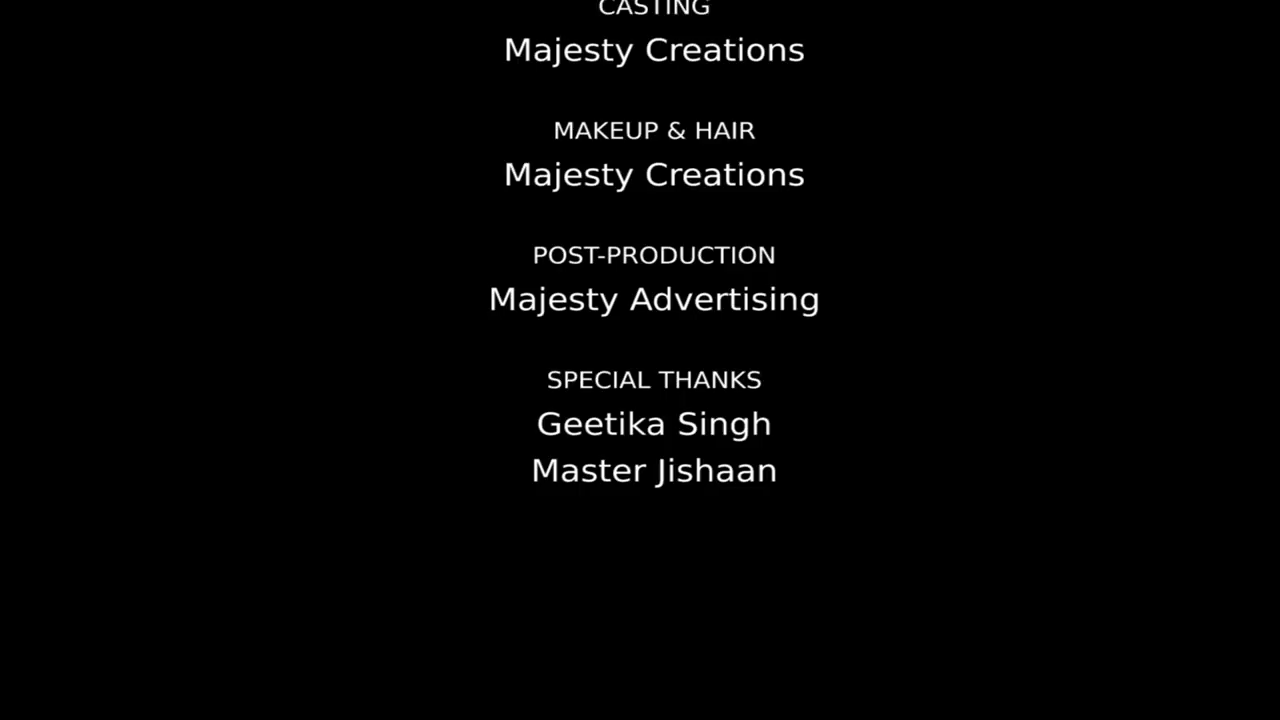 CASTING
Majesty Creations
MAKEUP & HAIR
Majesty Creations
POST-PRODUCTION
Majesty Advertising
SPECIAL THANKS
Geetika Singh
Master Jishaan